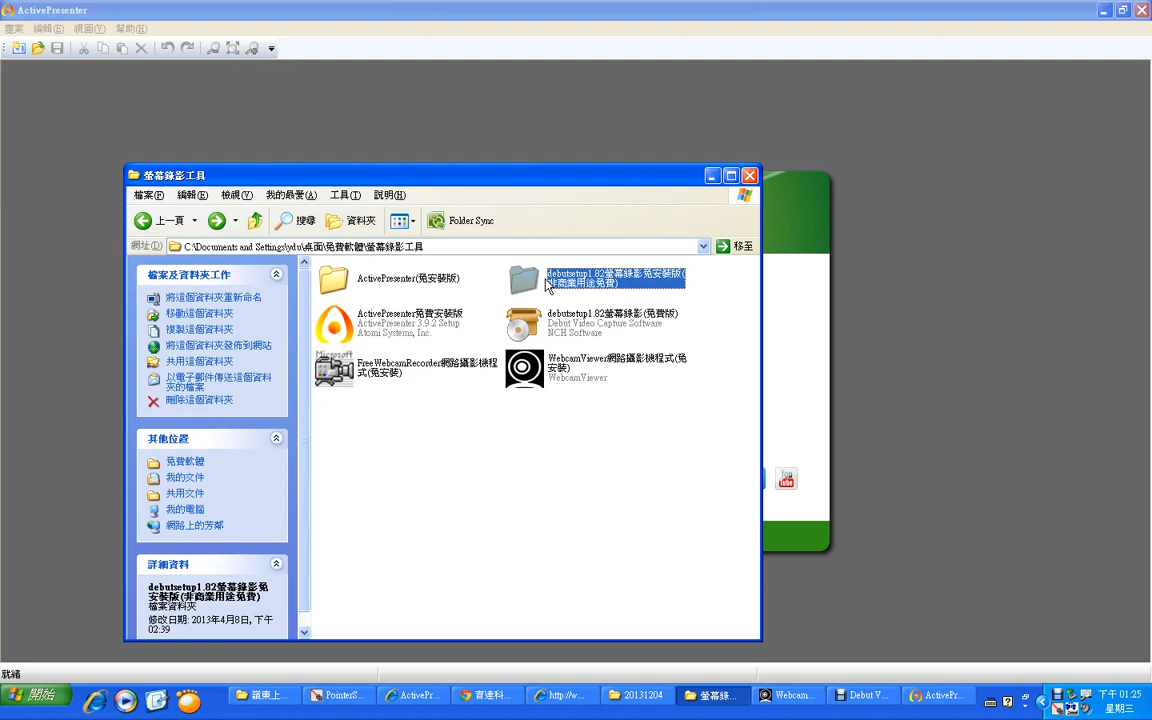 ActivePresenter
專案 編輯(E) 視圖(V) 幫助(H)
螢幕錄影工具
檔案(F) 編輯(E) 檢視(V) 我的最愛(A) 工具(T) 說明(H)
上一頁 搜尋 資料夾 Folder Sync
網址(D) C:\Documents and Settings\ydu\桌面\免費軟體\螢幕錄影工具 移至
檔案及資料夾工作
將這個資料夾重新命名
移動這個資料夾
複製這個資料夾
將這個資料夾發佈到網站
共用這個資料夾
以電子郵件傳送這個資料夾
的檔案
刪除這個資料夾
其他位置
免費軟體
我的文件
共用文件
我的電腦
網路上的芳鄰
詳細資料
debutsetup1.82螢幕錄影免
安裝版(非商業用途免費)
檔案資料夾
修改日期: 2013年4月8日, 下午
02:39
ActivePresenter(免安裝版)
debutsetup1.82螢幕錄影免安裝版(
非商業用途免費)
ActivePresenter免費安裝版
ActivePresenter 3.9.2 Setup
Atomi Systems, Inc.
debutsetup1.82螢幕錄影(免費版)
Debut Video Capture Software
NCH Software
Microsoft
FreeWebcamRecorder網路攝影機程
式(免安裝)
WebcamViewer網路攝影機程式(免
安裝)
WebcamViewer
You
Tube
就緒
開始 嶺東上... PointerS... ActivePr... 育達科... http://w... 20131204 螢幕錄... Webcam... Debut V... ActivePr... 下午 01:25
星期三